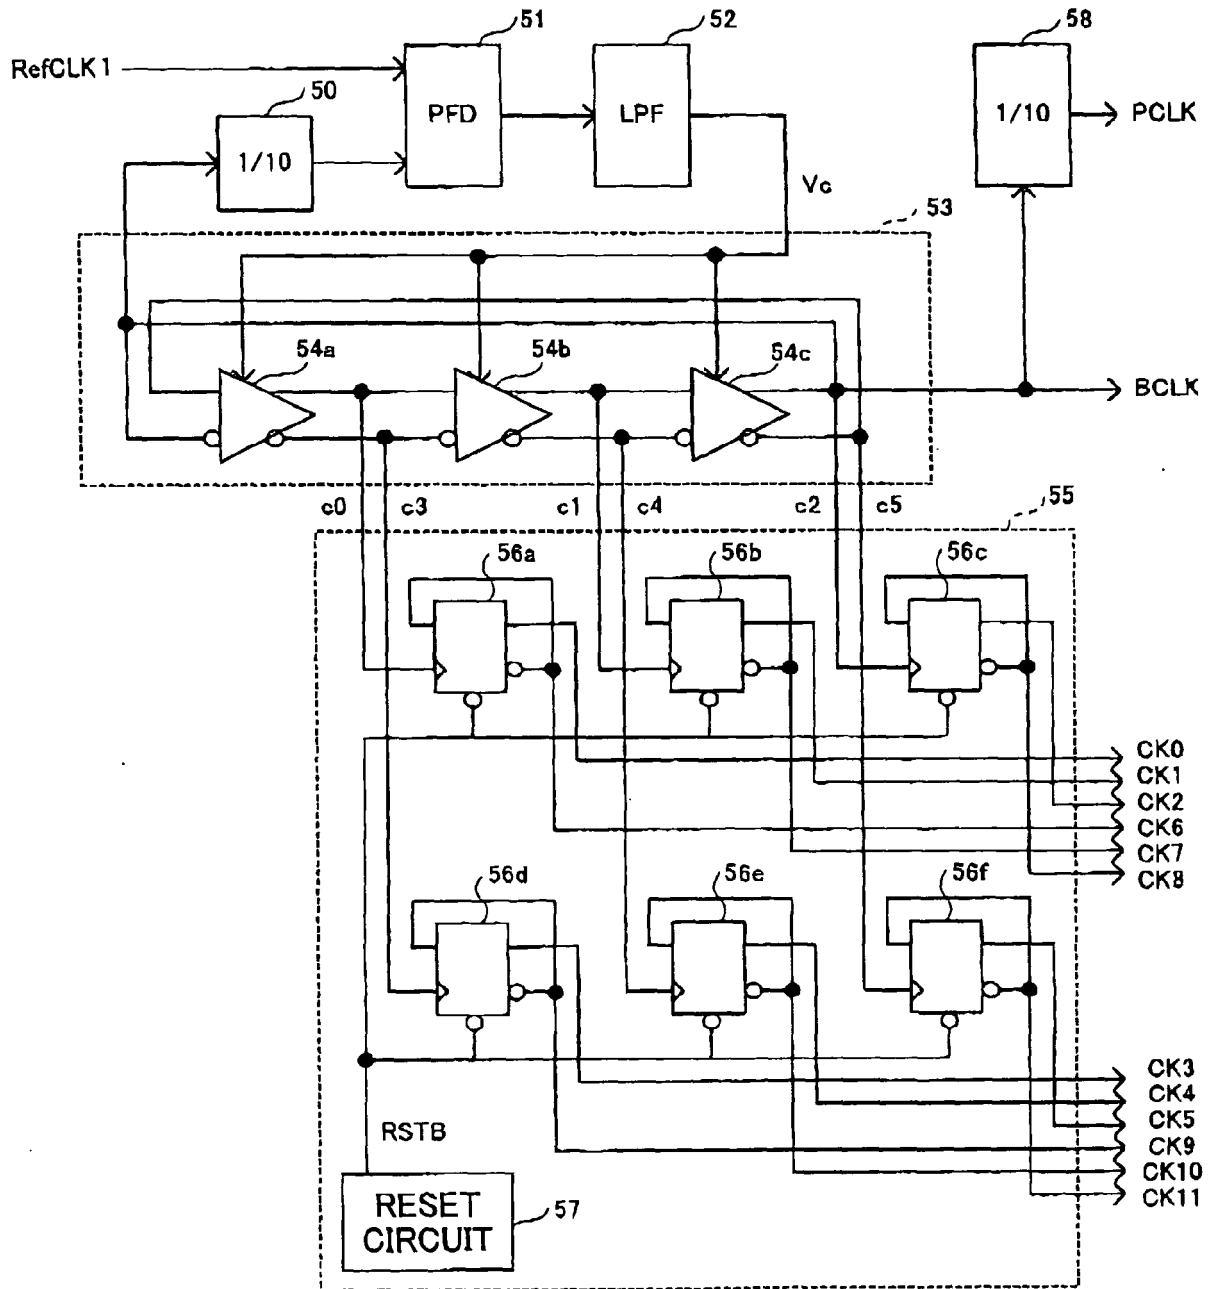 51
52
58
RefCLK1
50
PFD
LPF
1/10
PCLK
1/10
Vc
53
54a
54b
54c
BCLK
c0
c3
c1
c4
c2
c5
55
56a
56b
56c
CK0
CK1
CK2
CK6
CK7
CK8
56d
56e
56f
CK3
CK4
CK5
CK9
CK10
CK11
RSTB
RESET
CIRCUIT
57